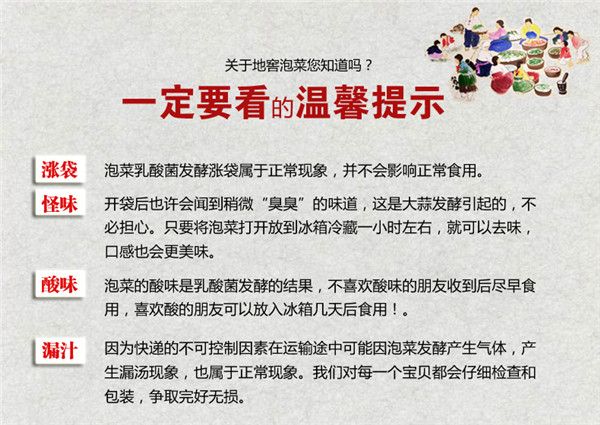 关于地窖泡菜您知道吗？
一定要看的温馨提示
涨袋
泡菜乳酸菌发酵涨袋属于正常现象，并不会影响正常食用。
怪味
开袋后也许会闻到稍微“臭臭”的味道，这是大蒜发酵引起的，不
必担心。只要将泡菜打开放到冰箱冷藏一小时左右，就可以去味，
口感也会更美味。
酸味
泡菜的酸味是乳酸菌发酵的结果，不喜欢酸味的朋友收到后尽早食
用，喜欢酸的朋友可以放入冰箱几天后食用！。
漏汁
因为快递的不可控制因素在运输途中可能因泡菜发酵产生气体，产
生漏汤现象，也属于正常现象。我们对每一个宝贝都会仔细检查和
包装，争取完好无损。